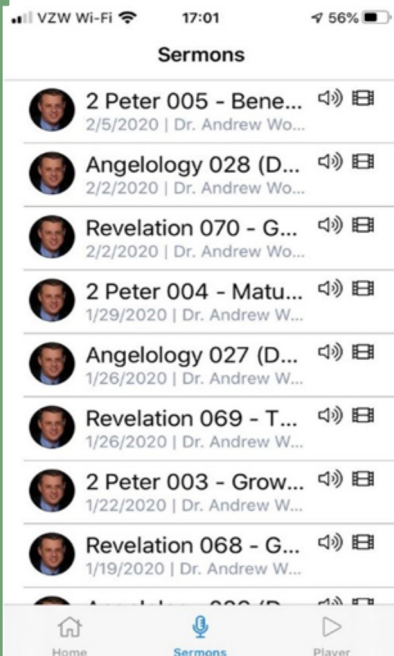 VZW Wi-Fi 17:01 56%
Sermons
2 Peter 005 - Bene...
2/5/2020 | Dr. Andrew Wo...
Angelology 028 (D...
2/2/2020 | Dr. Andrew Wo...
Revelation 070 - G...
2/2/2020 | Dr. Andrew Wo...
2 Peter 004 - Matu...
1/29/2020 | Dr. Andrew W...
Angelology 027 (D...
1/26/2020 | Dr. Andrew W...
Revelation 069 - T...
1/26/2020 | Dr. Andrew W...
2 Peter 003 - Grow...
1/22/2020 | Dr. Andrew W...
Revelation 068 - G...
1/19/2020 | Dr. Andrew W...
Home Sermons Player